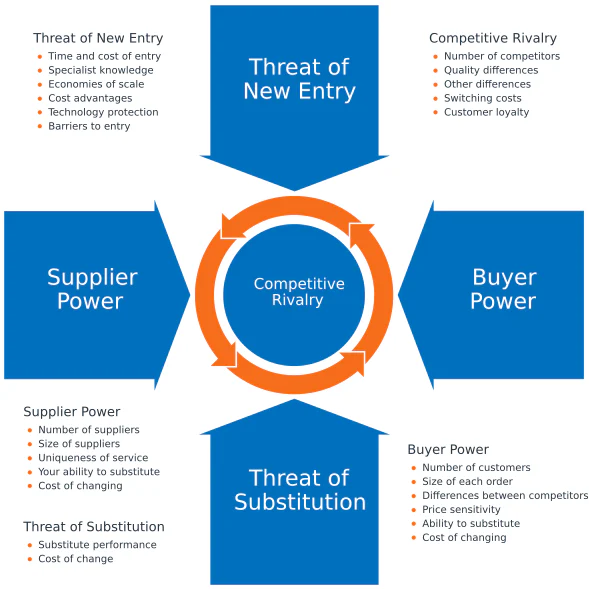 Threat of New Entry
Time and cost of entry
Specialist knowledge
Economies of scale
Cost advantages
Technology protection
Barriers to entry
Threat of
New Entry
Competitive Rivalry
Number of competitors
Quality differences
Other differences
Switching costs
Customer loyalty
Supplier
Power
Competitive
Rivalry
Buyer
Power
Supplier Power
Number of suppliers
Size of suppliers
Uniqueness of service
Your ability to substitute
Cost of changing
Threat of Substitution
Substitute performance
Cost of change
Threat of
Substitution
Buyer Power
Number of customers
Size of each order
Differences between competitors
Price sensitivity
Ability to substitute
Cost of changing